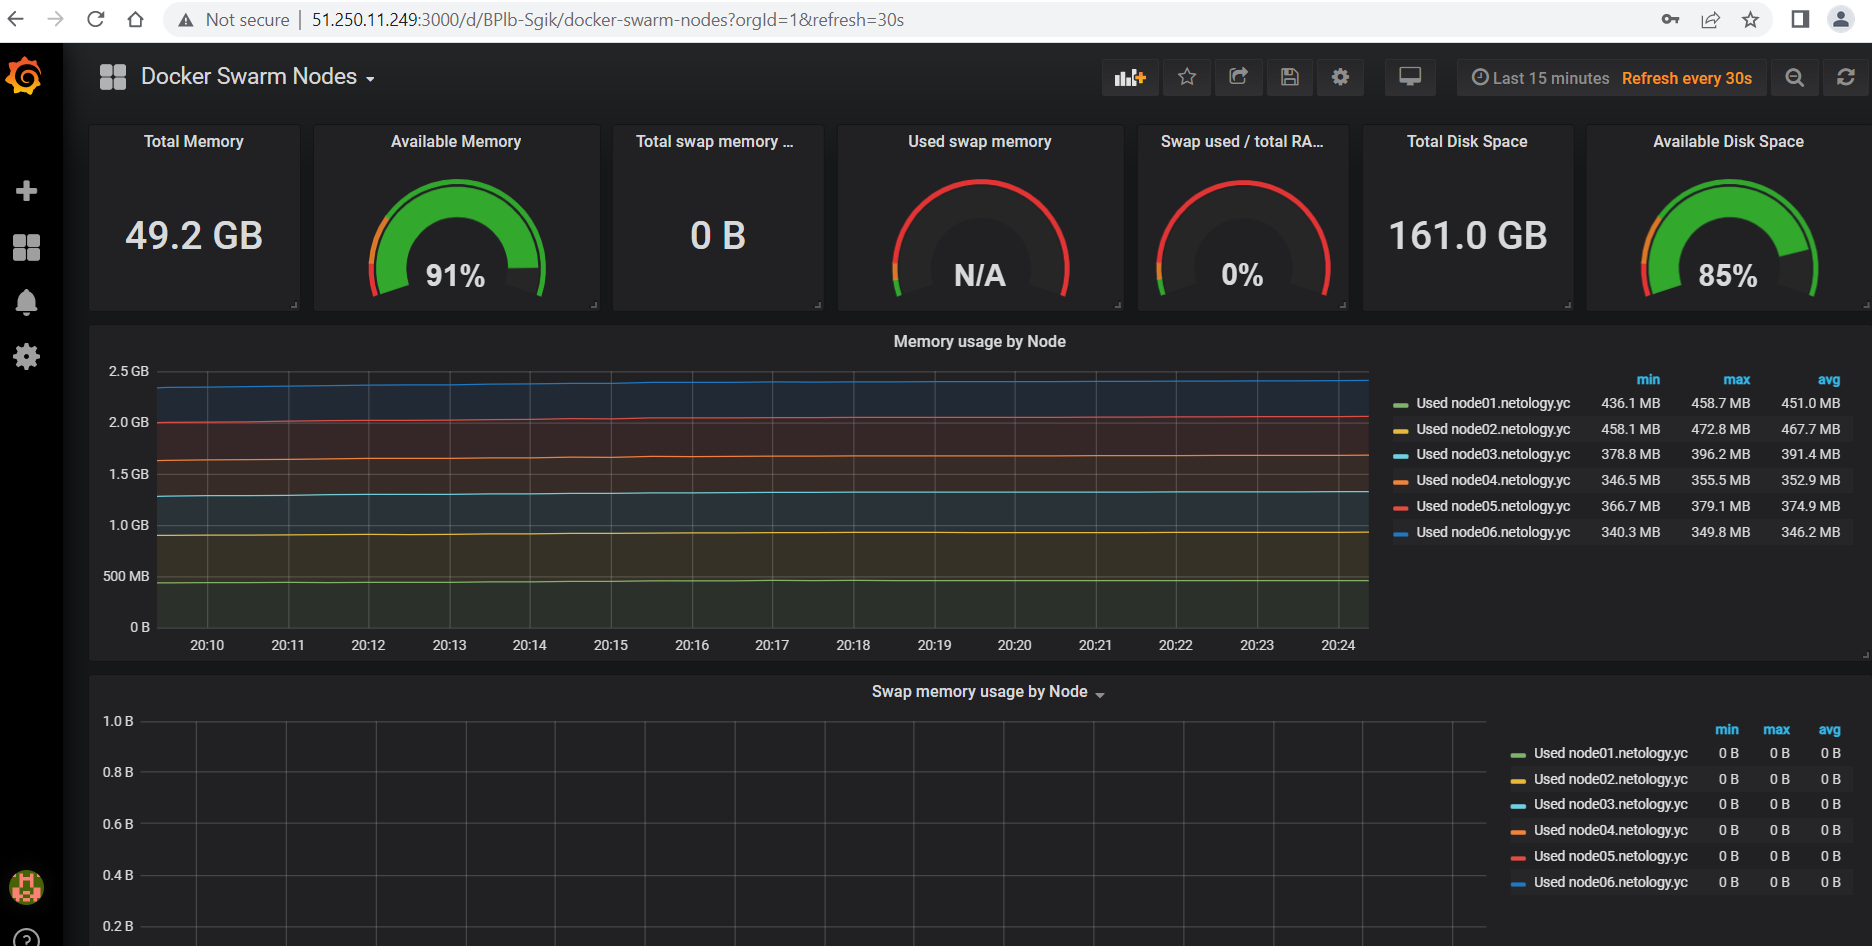 Not secure | 51.250.11.249:3000/d/BPlb-Sgik/docker-swarm-nodes?orgId=1&refresh=30s
Docker Swarm Nodes
Last 15 minutes Refresh every 30s
Total Memory
49.2 GB
Available Memory
91%
Total swap memory ...
0 B
Used swap memory
N/A
Swap used / total RA...
0%
Total Disk Space
161.0 GB
Available Disk Space
85%
Memory usage by Node
2.5 GB
2.0 GB
1.5 GB
1.0 GB
500 MB
0 B
20:10 20:11 20:12 20:13 20:14 20:15 20:16 20:17 20:18 20:19 20:20 20:21 20:22 20:23 20:24
min max avg
Used node01.netology.yc 436.1 MB 458.7 MB 451.0 MB
Used node02.netology.yc 458.1 MB 472.8 MB 467.7 MB
Used node03.netology.yc 378.8 MB 396.2 MB 391.4 MB
Used node04.netology.yc 346.5 MB 355.5 MB 352.9 MB
Used node05.netology.yc 366.7 MB 379.1 MB 374.9 MB
Used node06.netology.yc 340.3 MB 349.8 MB 346.2 MB
Swap memory usage by Node
1.0 B
0.8 B
0.6 B
0.4 B
0.2 B
min max avg
Used node01.netology.yc 0 B 0 B 0 B
Used node02.netology.yc 0 B 0 B 0 B
Used node03.netology.yc 0 B 0 B 0 B
Used node04.netology.yc 0 B 0 B 0 B
Used node05.netology.yc 0 B 0 B 0 B
Used node06.netology.yc 0 B 0 B 0 B